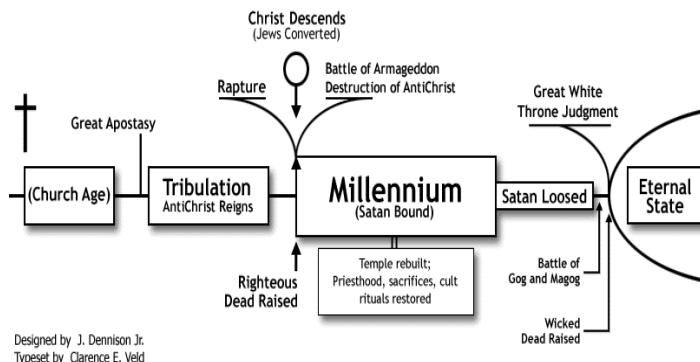 Christ Descends
(Jews Converted)
Rapture
Battle of Armageddon
Destruction of AntiChrist
Great White
Throne Judgment
Great Apostasy
(Church Age)
Tribulation
AntiChrist Reigns
Millennium
(Satan Bound)
Satan Loosed
Eternal
State
Righteous
Dead Raised
Temple rebuilt;
Priesthood, sacrifices, cult
rituals restored
Battle of
Gog and Magog
Wicked
Dead Raised
Designed by J. Dennison Jr.
Typeset by Clarence E. Veld